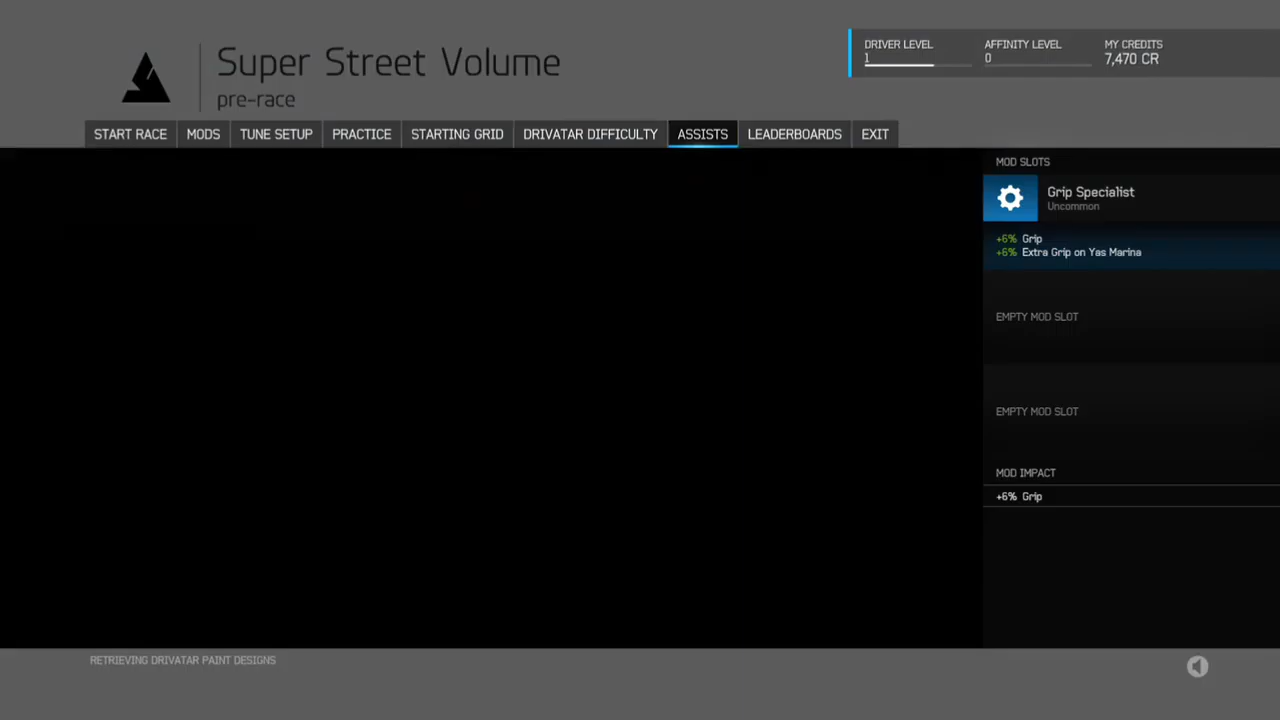 Super Street Volume
pre-race
DRIVER LEVEL
1
AFFINITY LEVEL
0
MY CREDITS
7,470 CR
START RACE
MODS
TUNE SETUP
PRACTICE
STARTING GRID
DRIVATAR DIFFICULTY
ASSISTS
LEADERBOARDS
EXIT
MOD SLOTS
Grip Specialist
Uncommon
+6% Grip
+6% Extra Grip on Yas Marina
EMPTY MOD SLOT
EMPTY MOD SLOT
MOD IMPACT
+6% Grip
RETRIEVING DRIVATAR PAINT DESIGNS